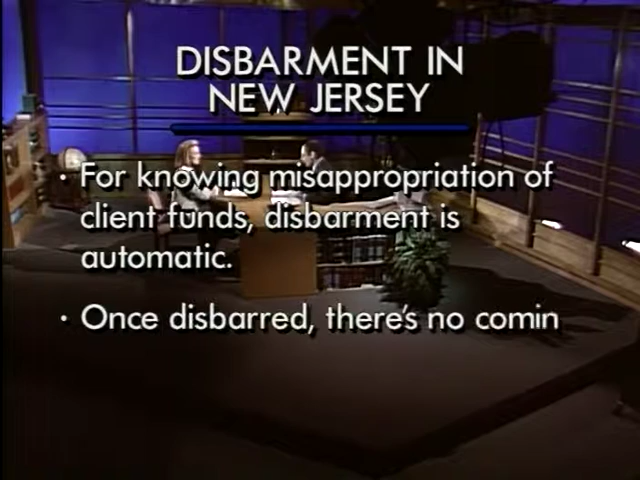 DISBARMENT IN
NEW JERSEY
· For knowing misappropriation of
client funds, disbarment is
automatic.
· Once disbarred, there's no comin